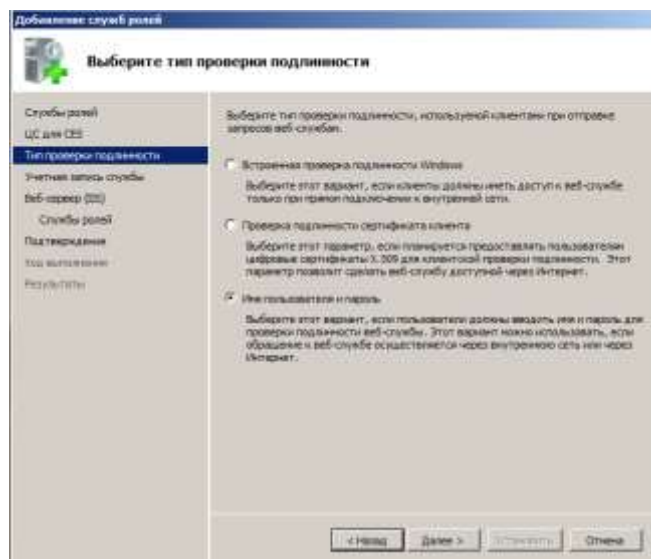 Добавление служб ролей
Выберите тип проверки подлинности
Службы ролей
ЦС для CES
Тип проверки подлинности
Учетная запись службы
Веб-сервер (IIS)
Службы ролей
Подтверждение
Ход выполнения
Результаты
Выберите тип проверки подлинности, используемой клиентами при отправке
запросов веб-службам.
Встроенная проверка подлинности Windows
Выберите этот вариант, если клиенты должны иметь доступ к веб-службе
только при прямом подключении к внутренней сети.
Проверка подлинности сертификата клиента
Выберите этот параметр, если планируется предоставлять пользователям
цифровые сертификаты X.509 для клиентской проверки подлинности. Этот
параметр позволит сделать веб-службу доступной через Интернет.
Имя пользователя и пароль
Выберите этот вариант, если пользователи должны вводить имя и пароль для
проверки подлинности веб-службы. Этот вариант можно использовать, если
обращение к веб-службе осуществляется через внутреннюю сеть или через
Интернет.
< Назад
Далее >
Установить
Отмена